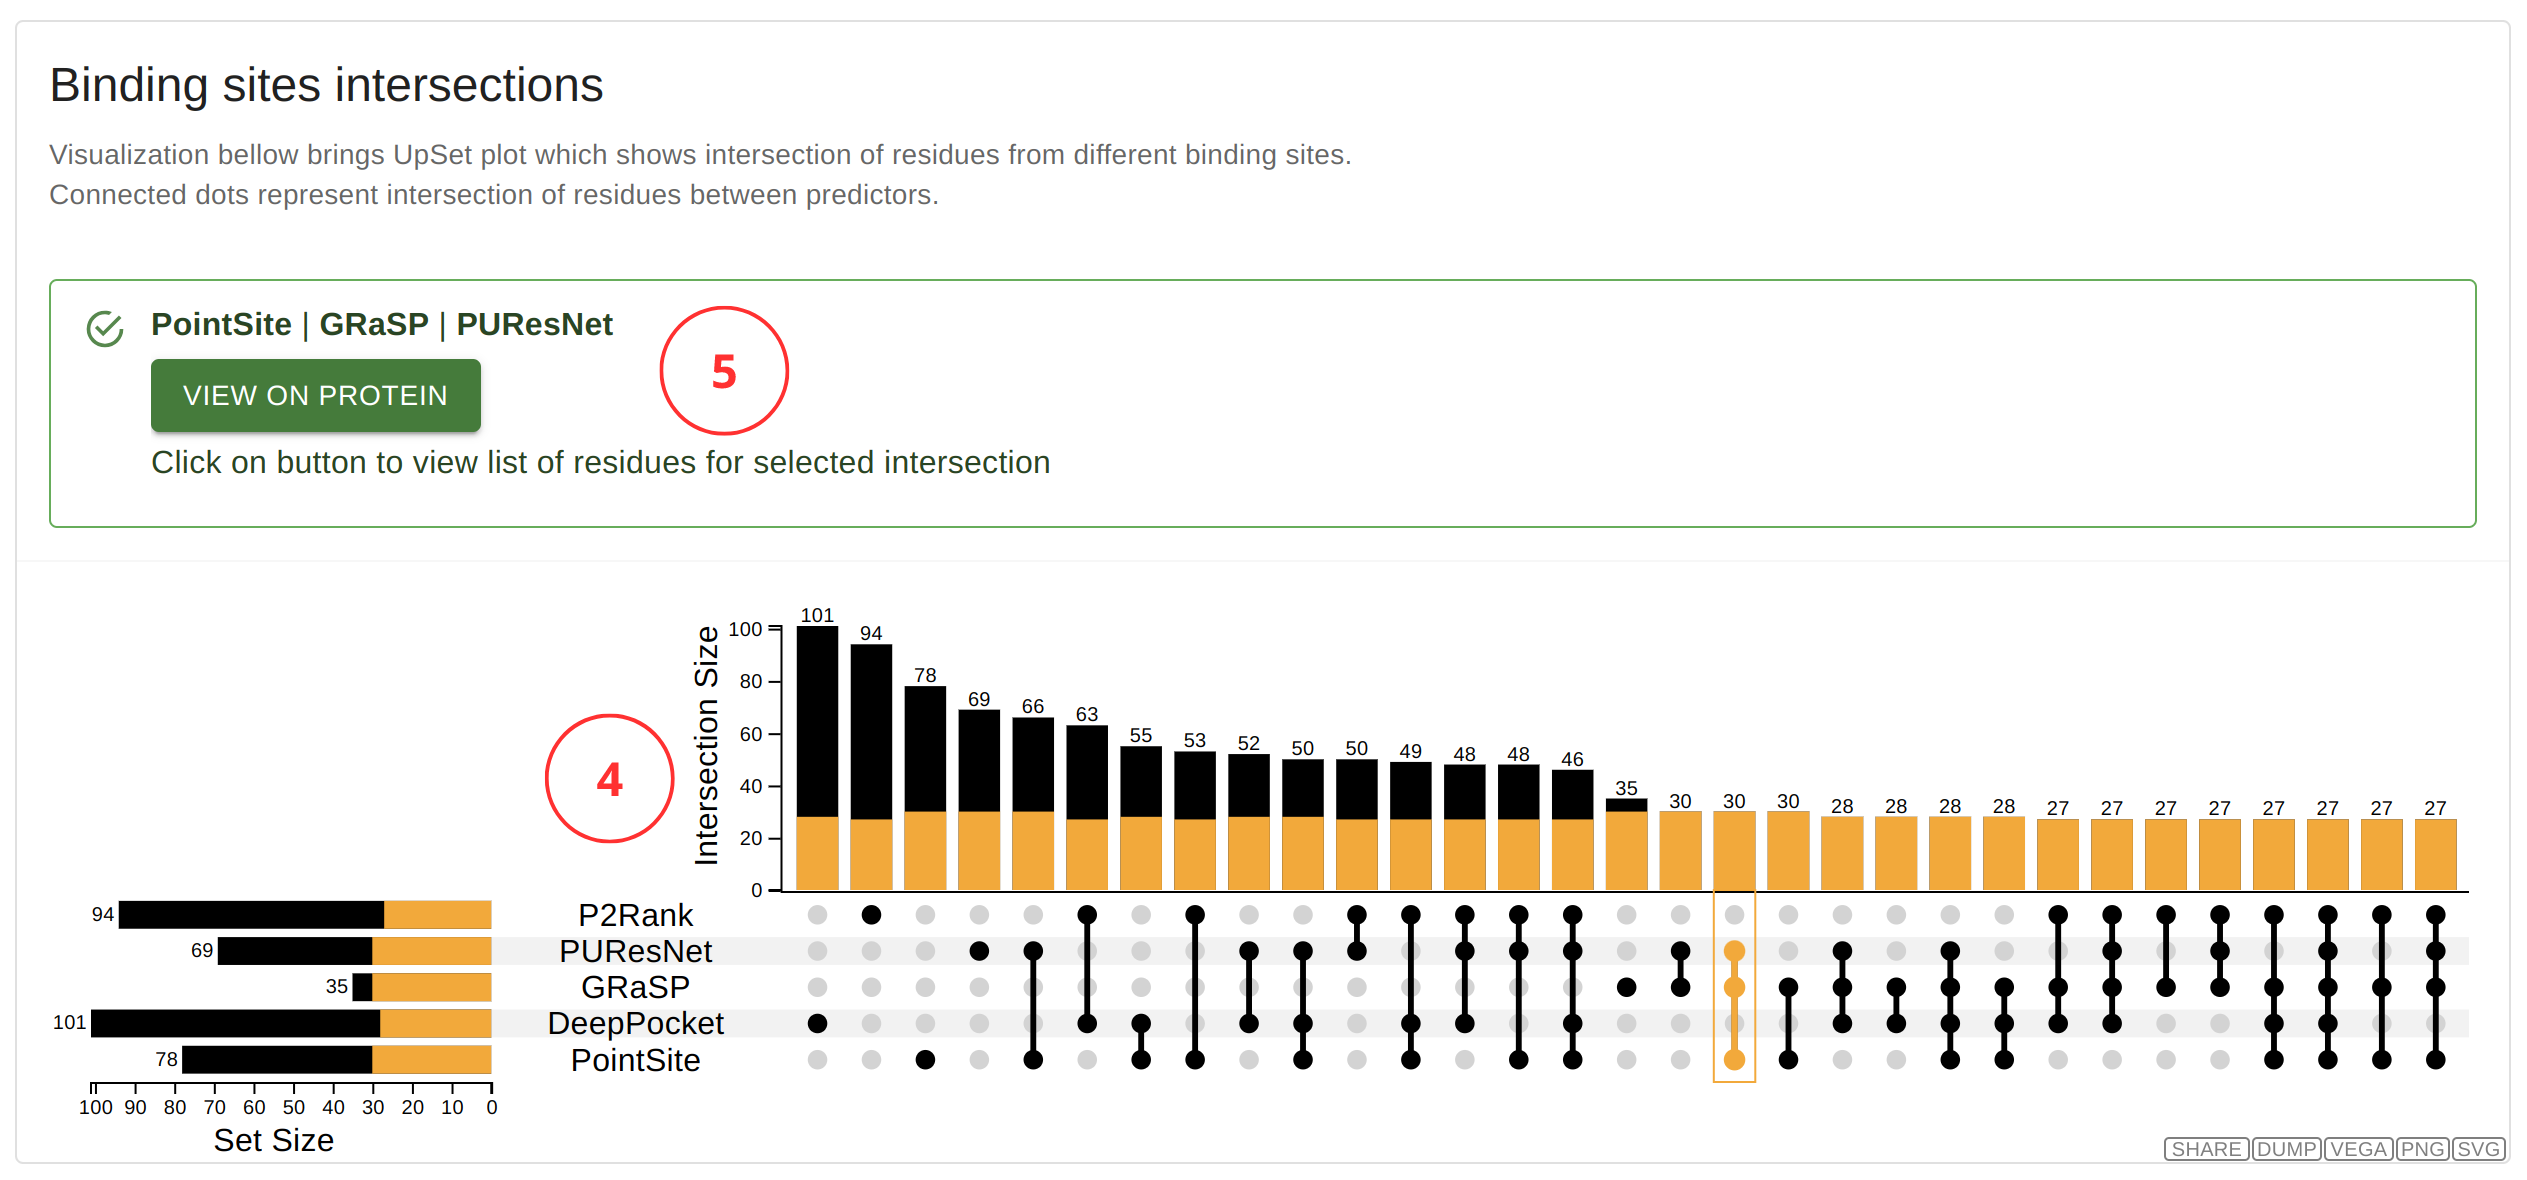 Binding sites intersections
Visualization bellow brings UpSet plot which shows intersection of residues from different binding sites.
Connected dots represent intersection of residues between predictors.
PointSite | GRaSP | PUResNet
VIEW ON PROTEIN
5
Click on button to view list of residues for selected intersection
Intersection Size
100
80
60
40
20
0
101 94 78 69 66 63 55 53 52 50 50 49 48 48 46 35 30 30 30 28 28 28 28 27 27 27 27 27 27 27 27
4
94 P2Rank
69 PUResNet
35 GRaSP
101 DeepPocket
78 PointSite
100 90 80 70 60 50 40 30 20 10 0
Set Size
SHARE DUMP VEGA PNG SVG